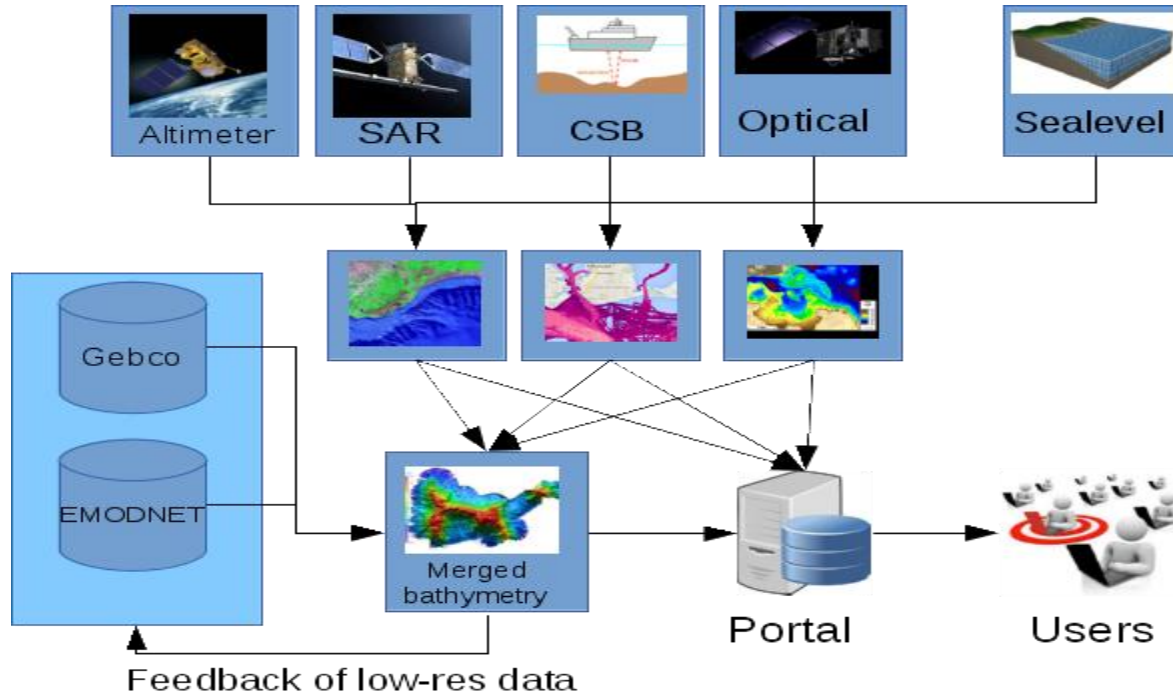 Altimeter
SAR
CSB
Optical
Sealevel
Gebco
EMODNET
Merged
bathymetry
Portal
Users
Feedback of low-res data